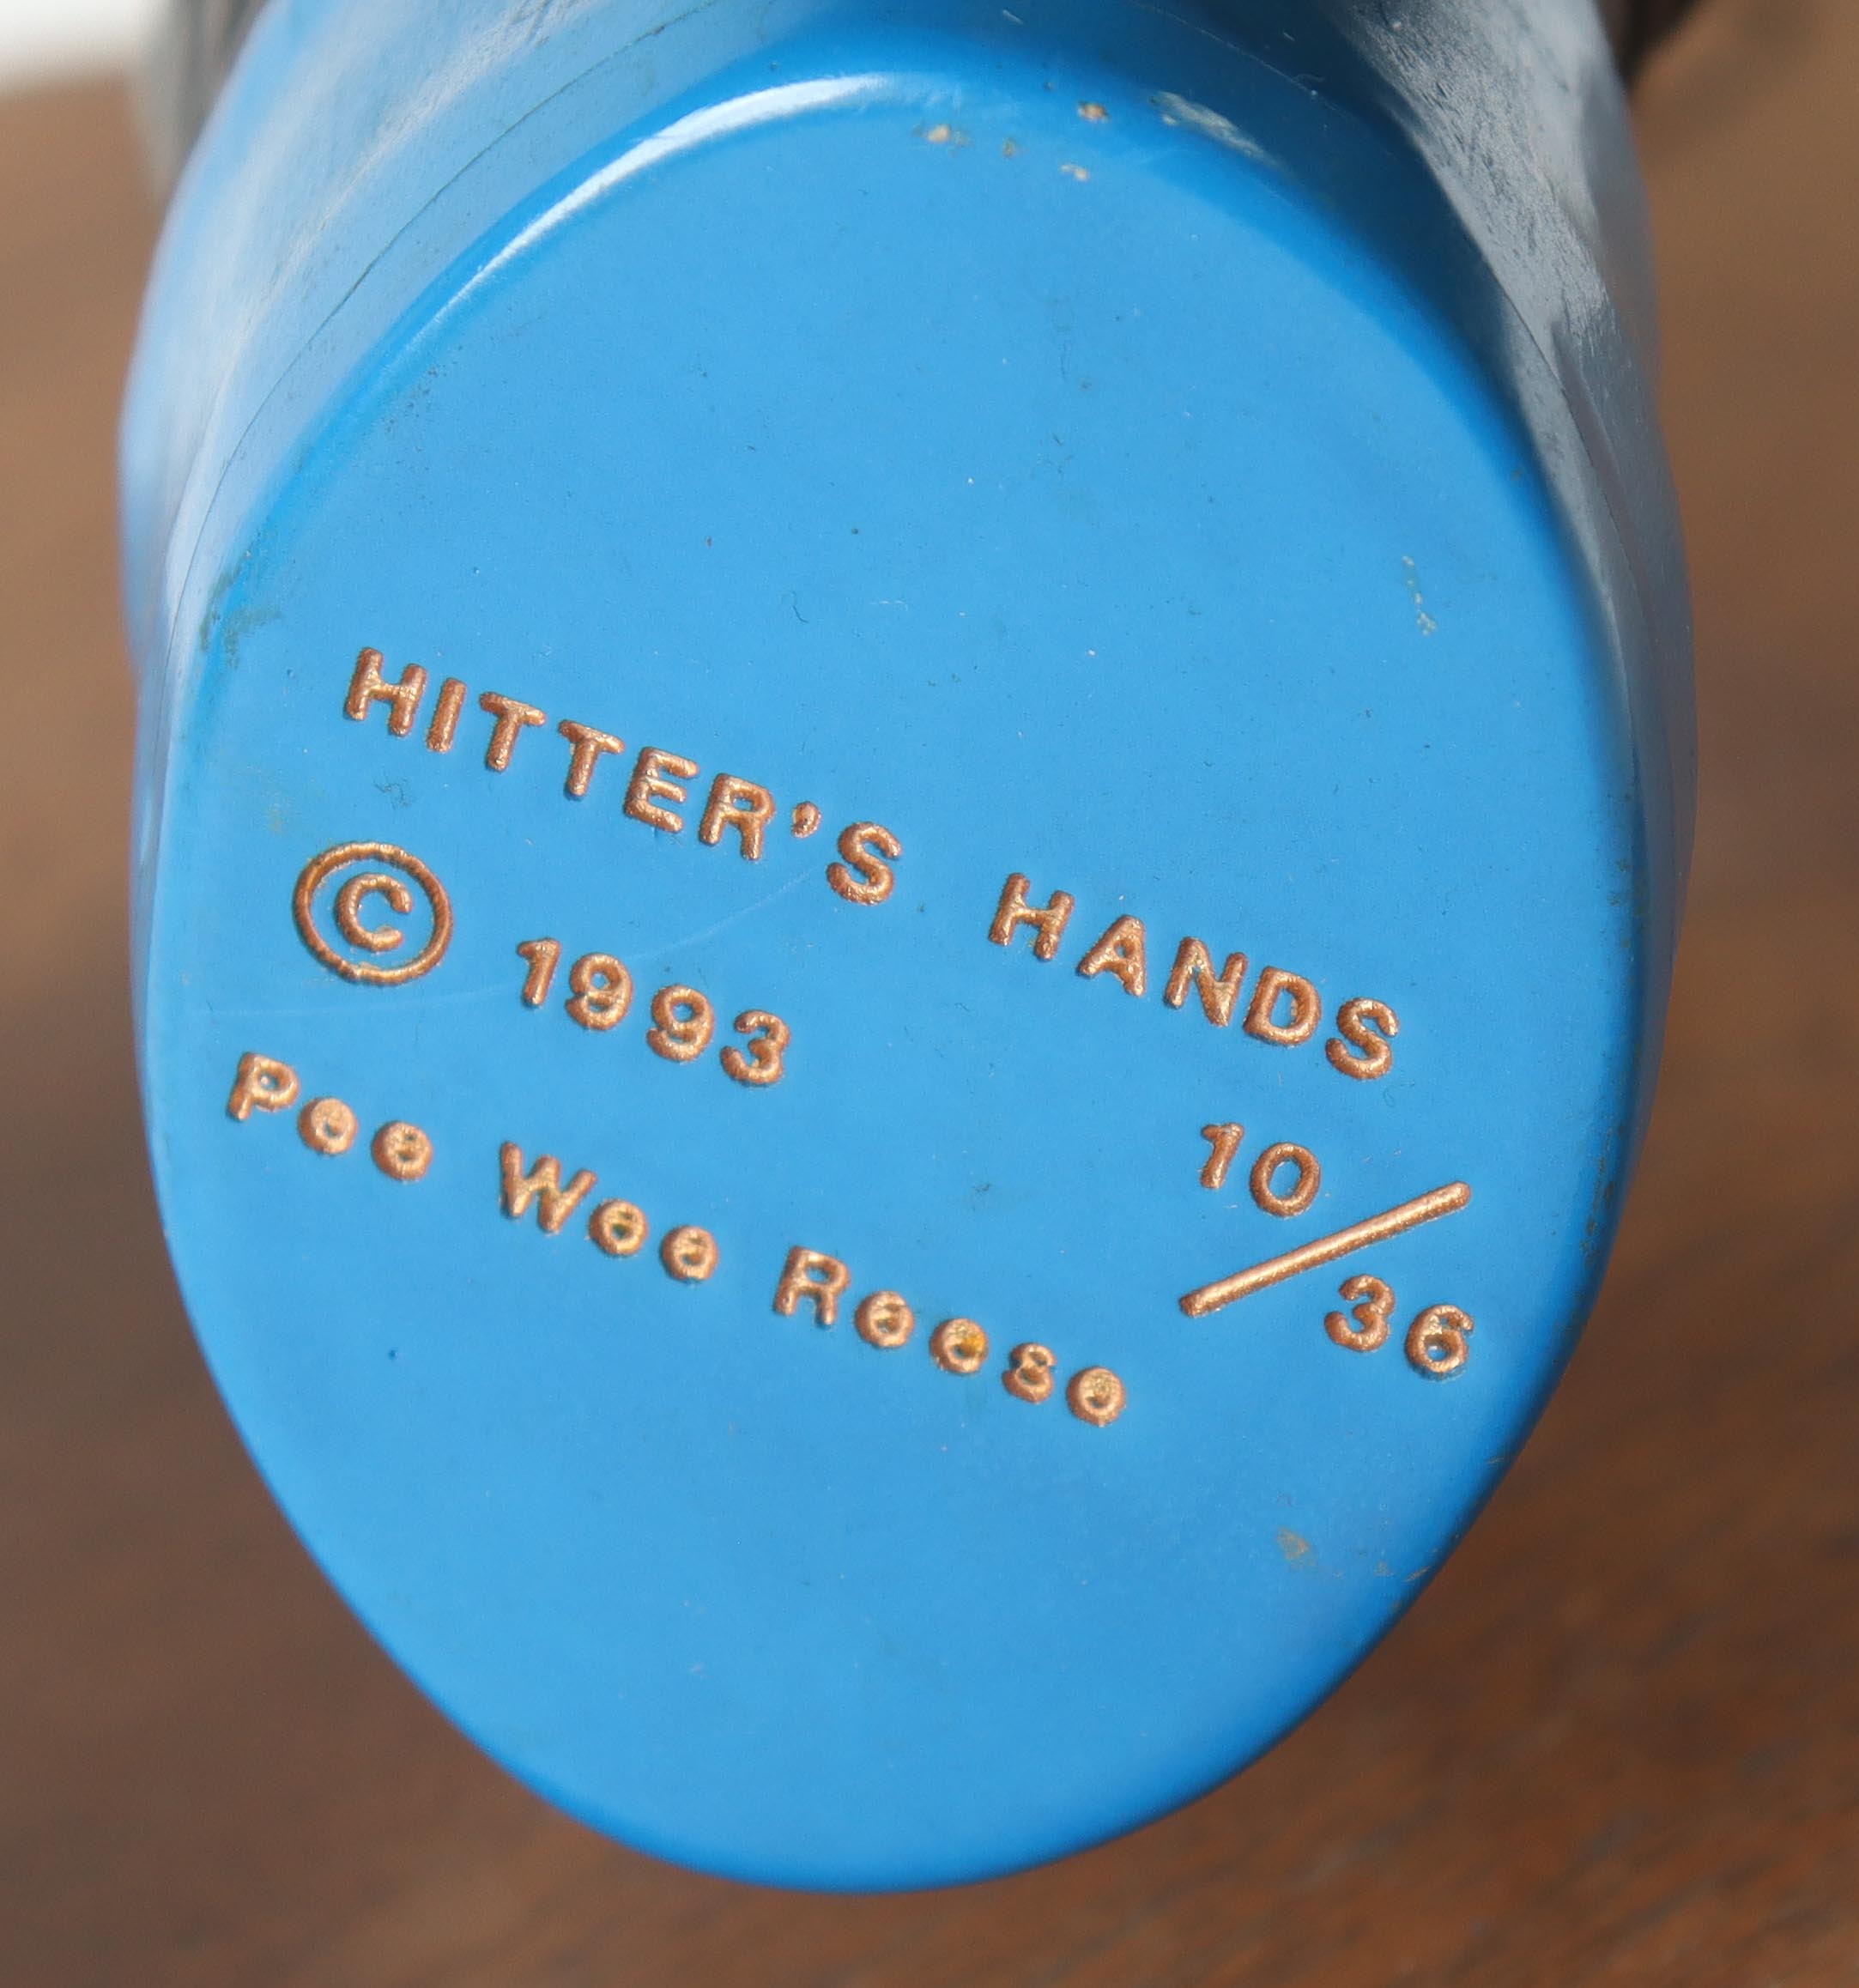 HITTER'S HANDS
© 1993
10/36
Pee Wee Reese